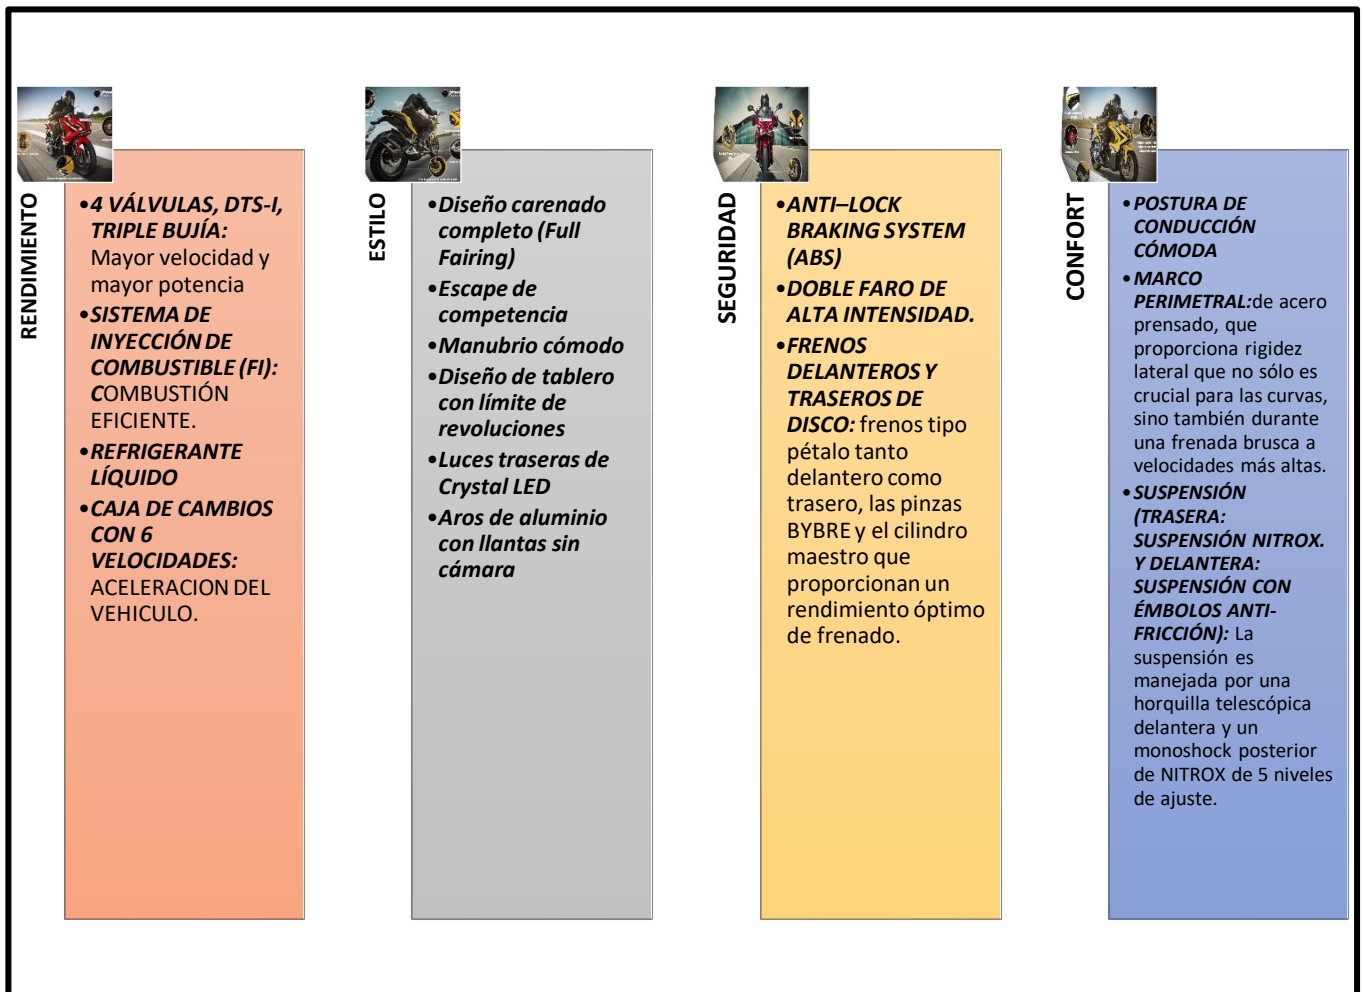 RENDIMIENTO
•4 VÁLVULAS, DTS-I,
TRIPLE BUJÍA:
Mayor velocidad y
mayor potencia
•SISTEMA DE
INYECCIÓN DE
COMBUSTIBLE (FI):
COMBUSTIÓN
EFICIENTE.
•REFRIGERANTE
LÍQUIDO
•CAJA DE CAMBIOS
CON 6
VELOCIDADES:
ACELERACION DEL
VEHICULO.
ESTILO
•Diseño carenado
completo (Full
Fairing)
•Escape de
competencia
•Manubrio cómodo
•Diseño de tablero
con límite de
revoluciones
•Luces traseras de
Crystal LED
•Aros de aluminio
con llantas sin
cámara
SEGURIDAD
•ANTI–LOCK
BRAKING SYSTEM
(ABS)
•DOBLE FARO DE
ALTA INTENSIDAD.
•FRENOS
DELANTEROS Y
TRASEROS DE
DISCO: frenos tipo
pétalo tanto
delantero como
trasero, las pinzas
BYBRE y el cilindro
maestro que
proporcionan un
rendimiento óptimo
de frenado.
CONFORT
•POSTURA DE
CONDUCCIÓN
CÓMODA
•MARCO
PERIMETRAL:de acero
prensado, que
proporciona rigidez
lateral que no sólo es
crucial para las curvas,
sino también durante
una frenada brusca a
velocidades más altas.
•SUSPENSIÓN
(TRASERA:
SUSPENSIÓN NITROX.
Y DELANTERA:
SUSPENSIÓN CON
ÉMBOLOS ANTI-
FRICCIÓN): La
suspensión es
manejada por una
horquilla telescópica
delantera y un
monoshock posterior
de NITROX de 5 niveles
de ajuste.